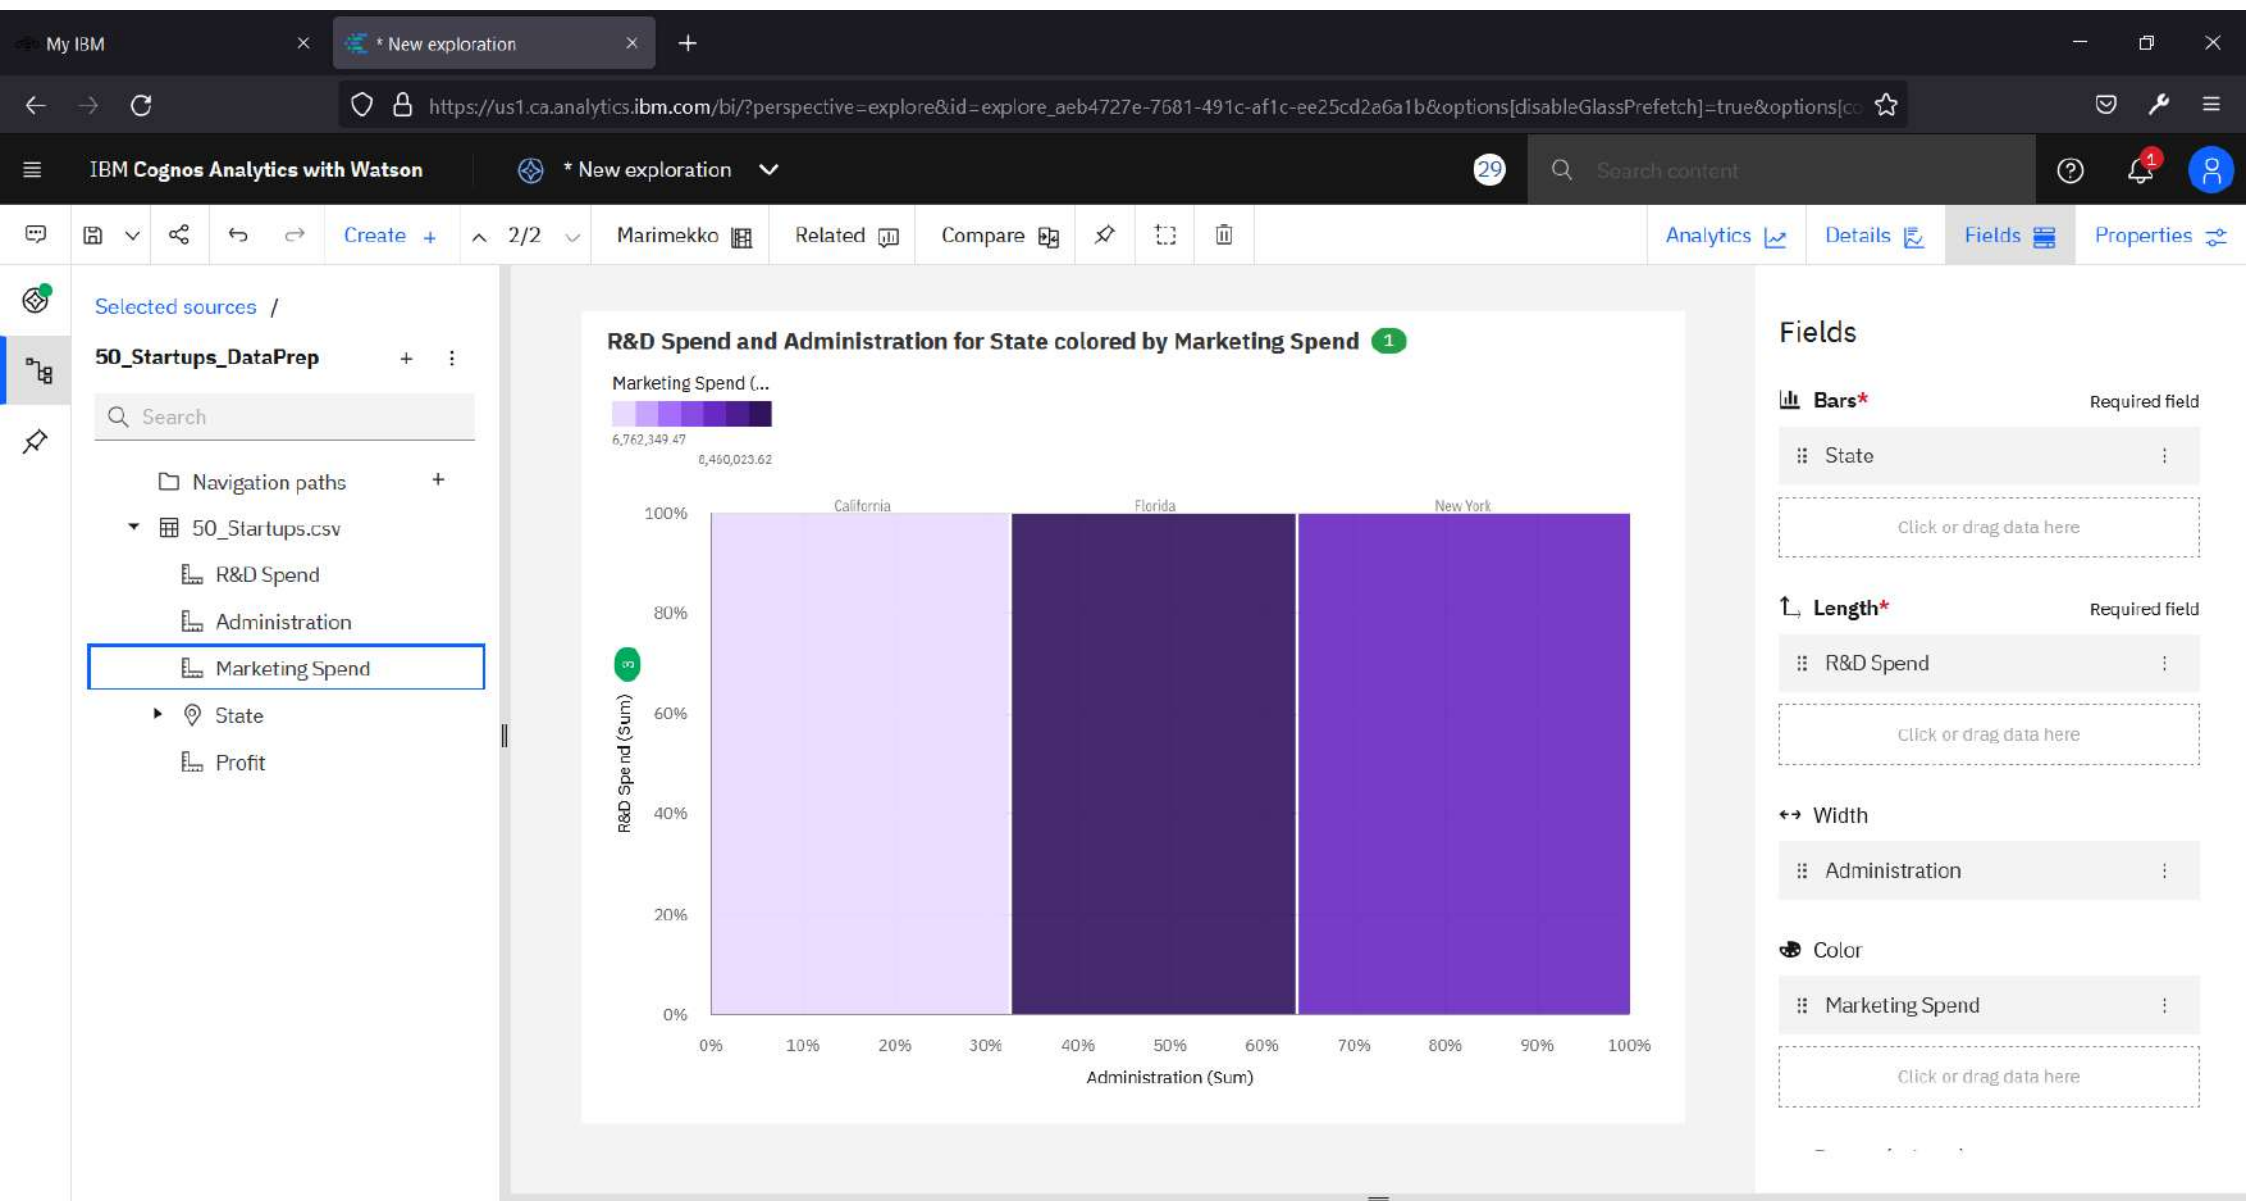 My IBM
* New exploration
https://us1.ca.analytics.ibm.com/bi/?perspective=explore&id=explore_aeb4727e-7681-491c-af1c-ee25cd2a6a1b&options[disableGlassPrefetch]=true&options[co
IBM Cognos Analytics with Watson
* New exploration
29
Search content
1
Create +
2/2
Marimekko
Related
Compare
Analytics
Details
Fields
Properties
Selected sources /
50_Startups_DataPrep
Search
Navigation paths
50_Startups.csv
R&D Spend
Administration
Marketing Spend
State
Profit
R&D Spend and Administration for State colored by Marketing Spend 1
Marketing Spend (...
6,762,349.47
8,460,023.62
California Florida New York
100%
80%
60%
40%
20%
0%
R&D Spend (Sum) 3
0% 10% 20% 30% 40% 50% 60% 70% 80% 90% 100%
Administration (Sum)
Fields
Bars* Required field
State
Click or drag data here
Length* Required field
R&D Spend
Click or drag data here
Width
Administration
Color
Marketing Spend
Click or drag data here